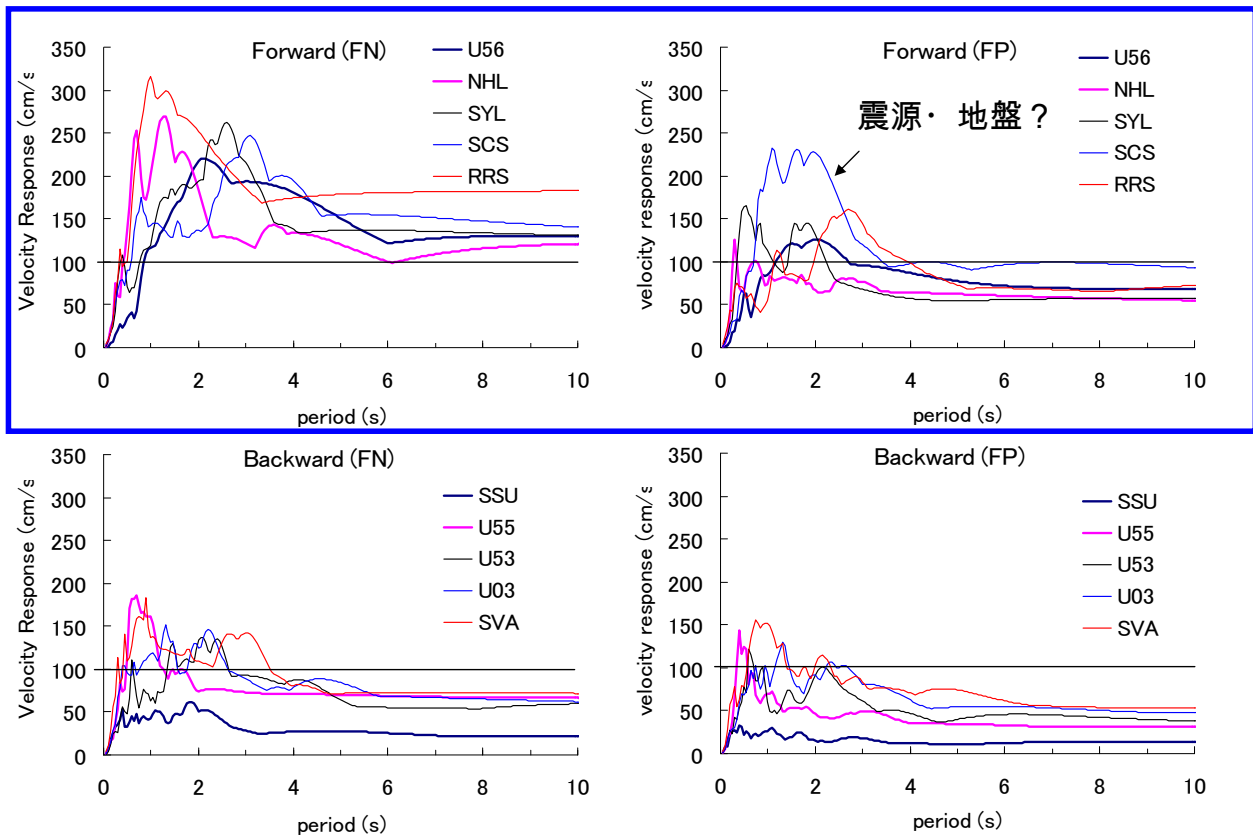 Forward (FN)
Velocity Response (cm/s
350
300
250
200
150
100
50
0
0 2 4 6 8 10
period (s)
U56
NHL
SYL
SCS
RRS
Forward (FP)
velocity response (cm/s
350
300
250
200
150
100
50
0
0 2 4 6 8 10
period (s)
U56
NHL
SYL
SCS
RRS
震源・ 地盤?
Backward (FN)
Velocity Response (cm/s
350
300
250
200
150
100
50
0
0 2 4 6 8 10
period (s)
SSU
U55
U53
U03
SVA
Backward (FP)
velocity response (cm/s
350
300
250
200
150
100
50
0
0 2 4 6 8 10
period (s)
SSU
U55
U53
U03
SVA